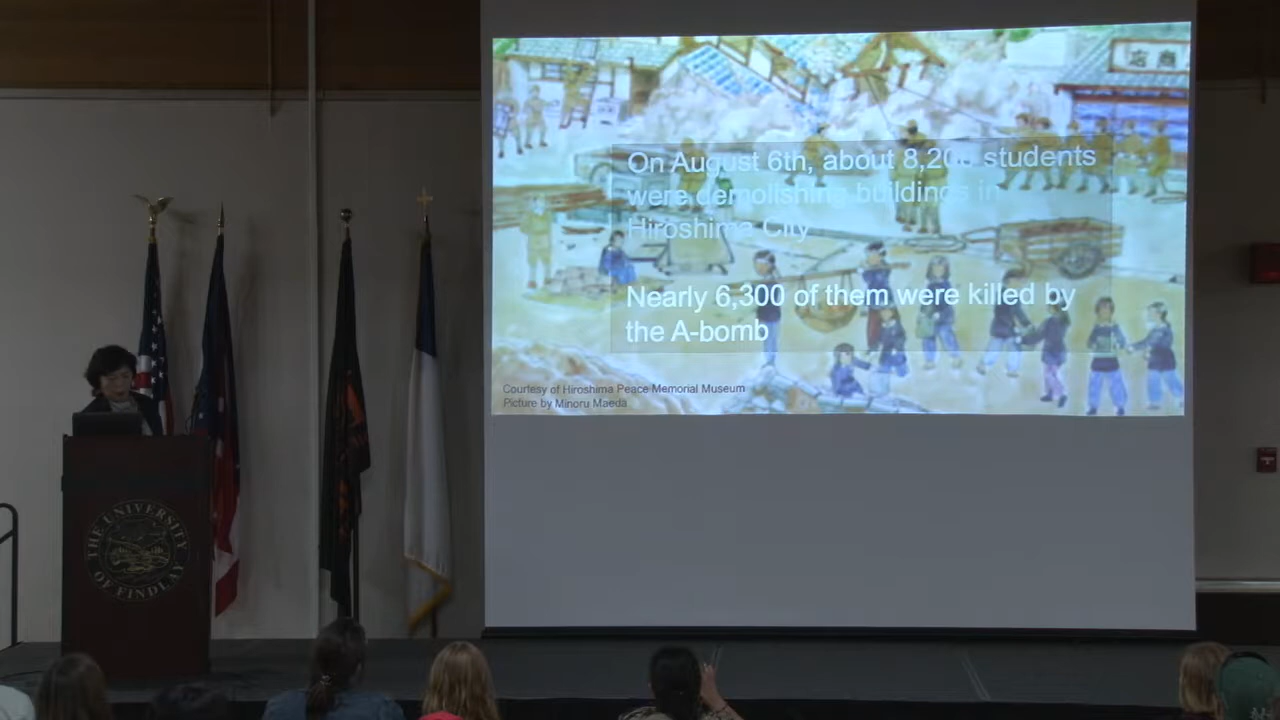 On August 6th, about 8,200 students
were demolishing buildings in
Hiroshima City
Nearly 6,300 of them were killed by
the A-bomb
Courtesy of Hiroshima Peace Memorial Museum
Picture by Minoru Maeda
THE UNIVERSITY
OF FINDLAY